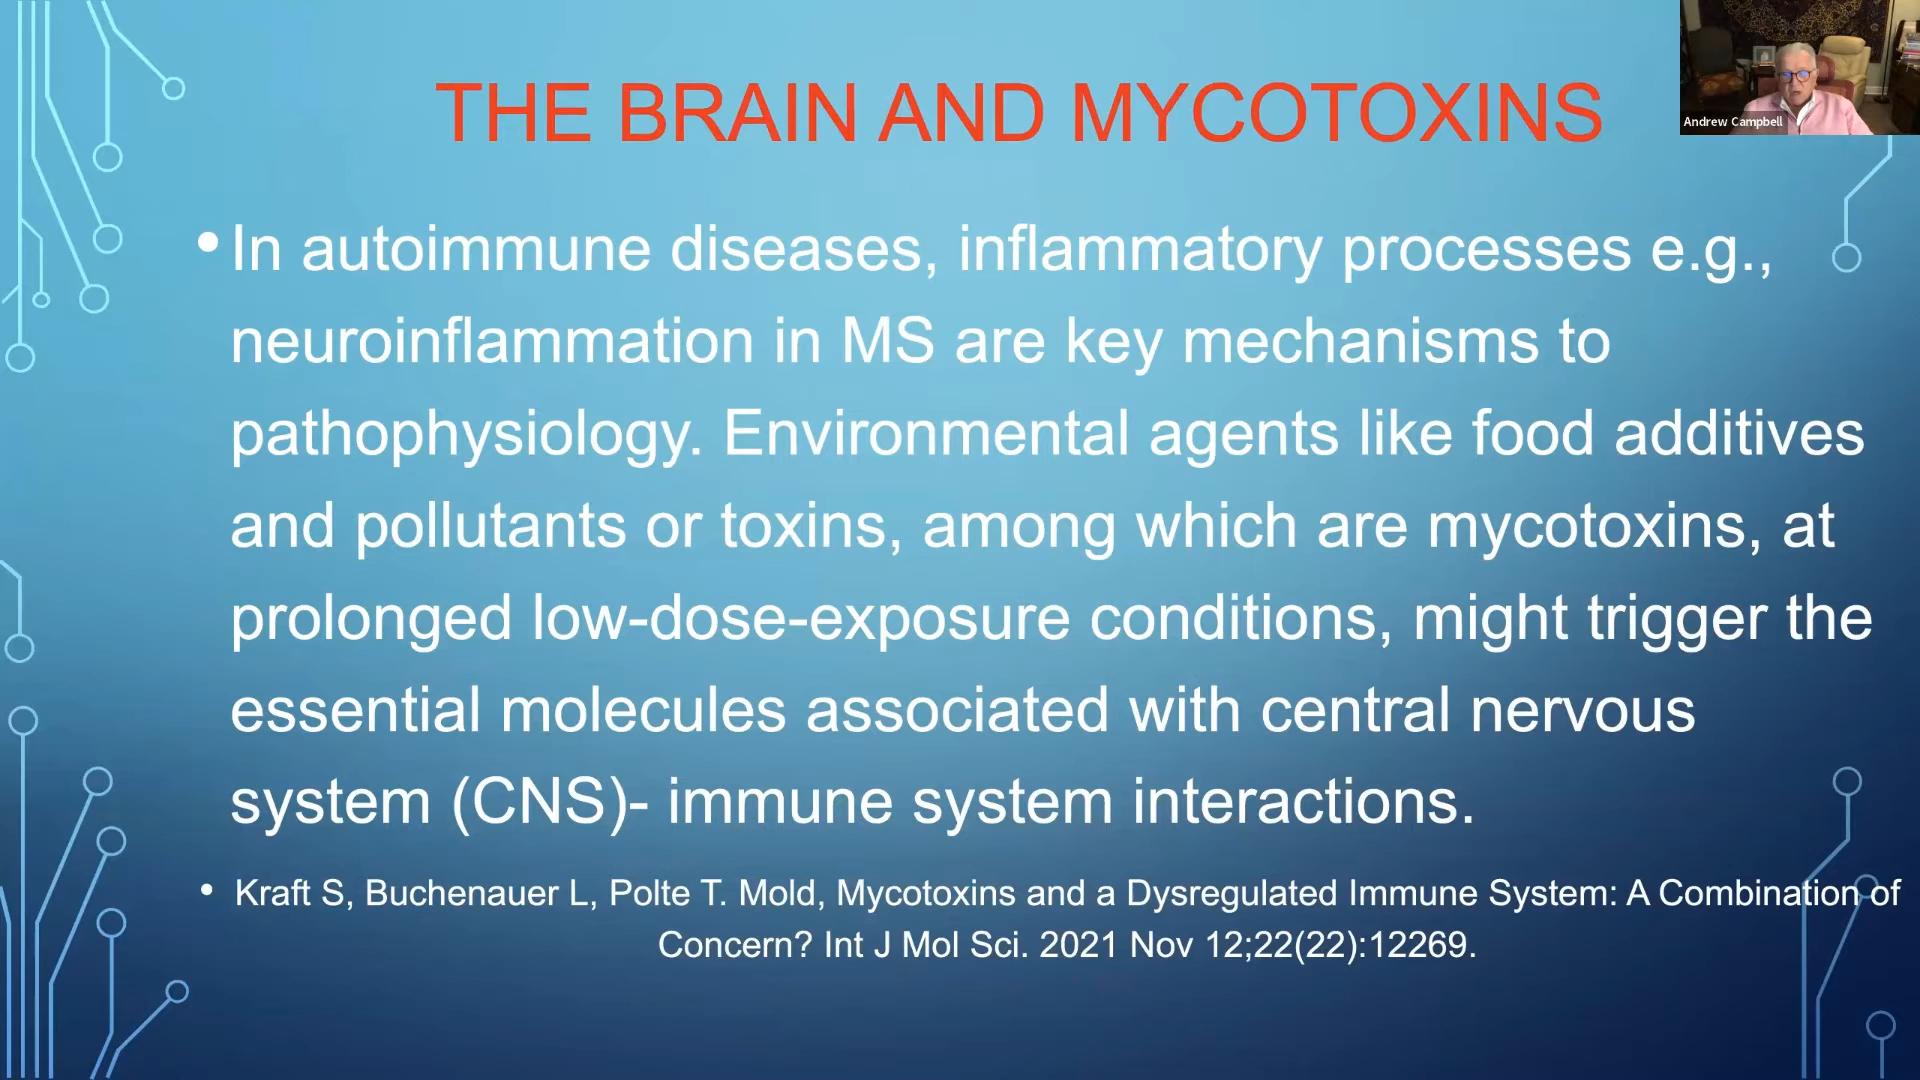 THE BRAIN AND MYCOTOXINS
Andrew Campbell
• In autoimmune diseases, inflammatory processes e.g.,
neuroinflammation in MS are key mechanisms to
pathophysiology. Environmental agents like food additives
and pollutants or toxins, among which are mycotoxins, at
prolonged low-dose-exposure conditions, might trigger the
essential molecules associated with central nervous
system (CNS)- immune system interactions.
• Kraft S, Buchenauer L, Polte T. Mold, Mycotoxins and a Dysregulated Immune System: A Combination of
Concern? Int J Mol Sci. 2021 Nov 12;22(22):12269.